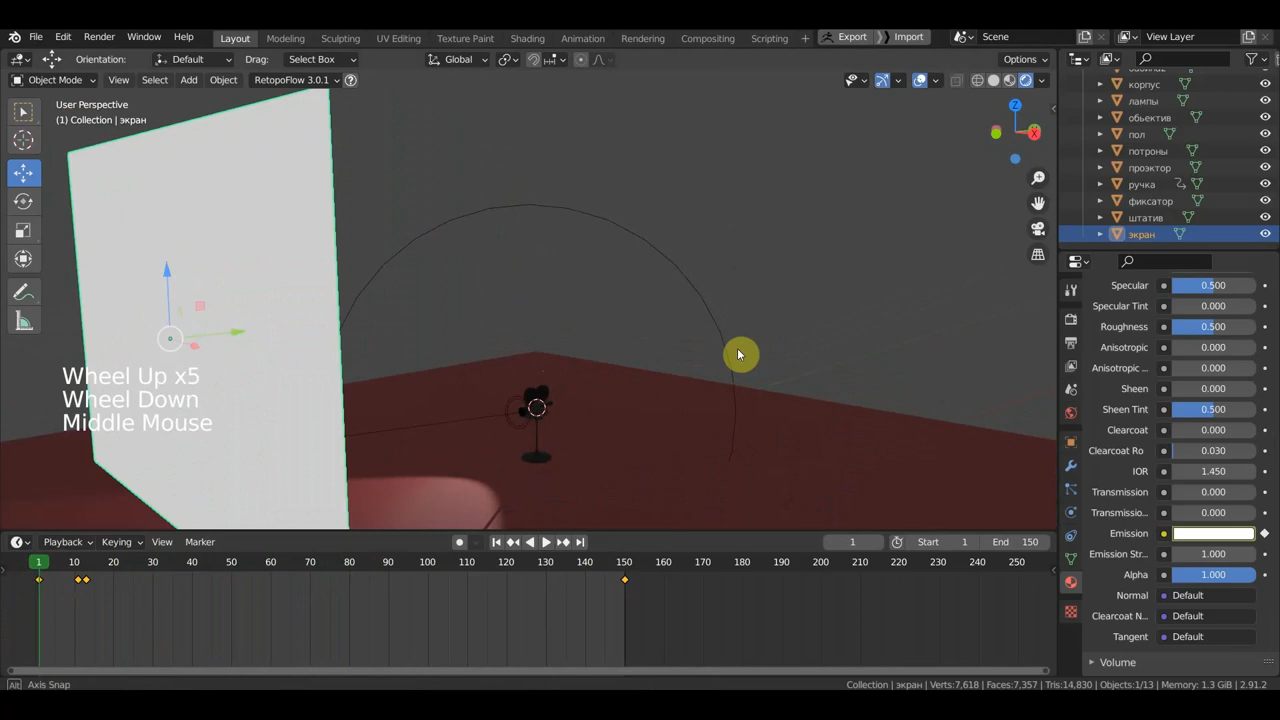 File Edit Render Window Help Layout Modeling Sculpting UV Editing Texture Paint Shading Animation Rendering Compositing Scripting + Export Import Scene View Layer
Orientation: Default Drag: Select Box Global Options
Object Mode View Select Add Object RetopoFlow 3.0.1
User Perspective
(1) Collection | экран
Z
X
корпус
лампы
обьектив
пол
потроны
проэктор
ручка
фиксатор
штатив
экран
Specular 0.500
Specular Tint 0.000
Roughness 0.500
Anisotropic 0.000
Anisotropic ... 0.000
Sheen 0.000
Sheen Tint 0.500
Clearcoat 0.000
Clearcoat Ro 0.030
IOR 1.450
Transmission 0.000
Transmissio... 0.000
Emission
Emission Str... 1.000
Alpha 1.000
Normal Default
Clearcoat N... Default
Tangent Default
Volume
Wheel Up x5
Wheel Down
Middle Mouse
Playback Keying View Marker 1 Start 1 End 150
1 10 20 30 40 50 60 70 80 90 100 110 120 130 140 150 160 170 180 190 200 210 220 230 240 250
Alt Axis Snap Collection | экран | Verts:7,618 | Faces:7,357 | Tris:14,830 | Objects:1/13 | Memory: 1.3 GiB | 2.91.2